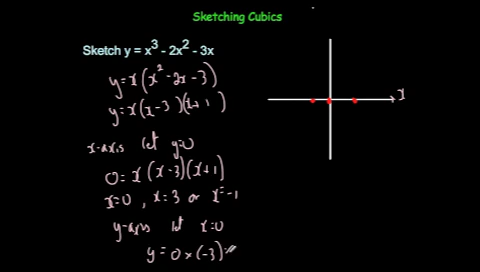 Sketching Cubics
Sketch y = x³ - 2x² - 3x
y=x(x²-2x-3)
y=x(x-3)(x+1)
x-axis let y=0
0=x(x-3)(x+1)
x=0, x=3 or x=-1
y-axis let x=0
y=0×(-3)
x